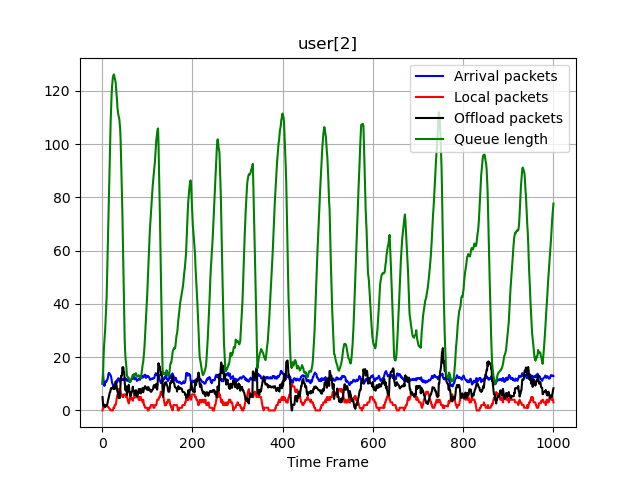 user[2]
Arrival packets
Local packets
Offload packets
Queue length
120
100
80
60
40
20
0
0 200 400 600 800 1000
Time Frame